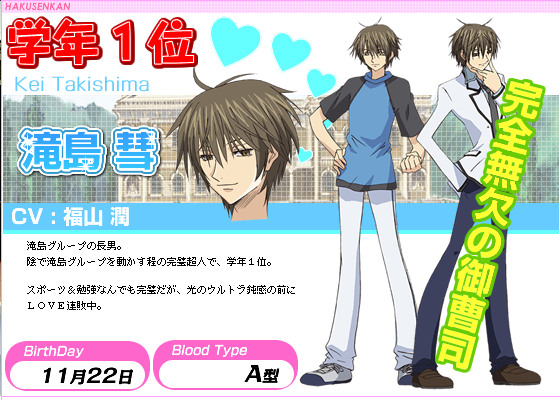 HAKUSENKAN
学年１位
Kei Takishima
滝島 彗
CV：福山 潤
完全無欠の御曹司
滝島グループの長男。
陰で滝島グループを動かす程の完璧超人で、学年１位。
スポーツ＆勉強なんでも完璧だが、光のウルトラ鈍感の前に
ＬＯＶＥ連敗中。
BirthDay
11月22日
Blood Type
A型